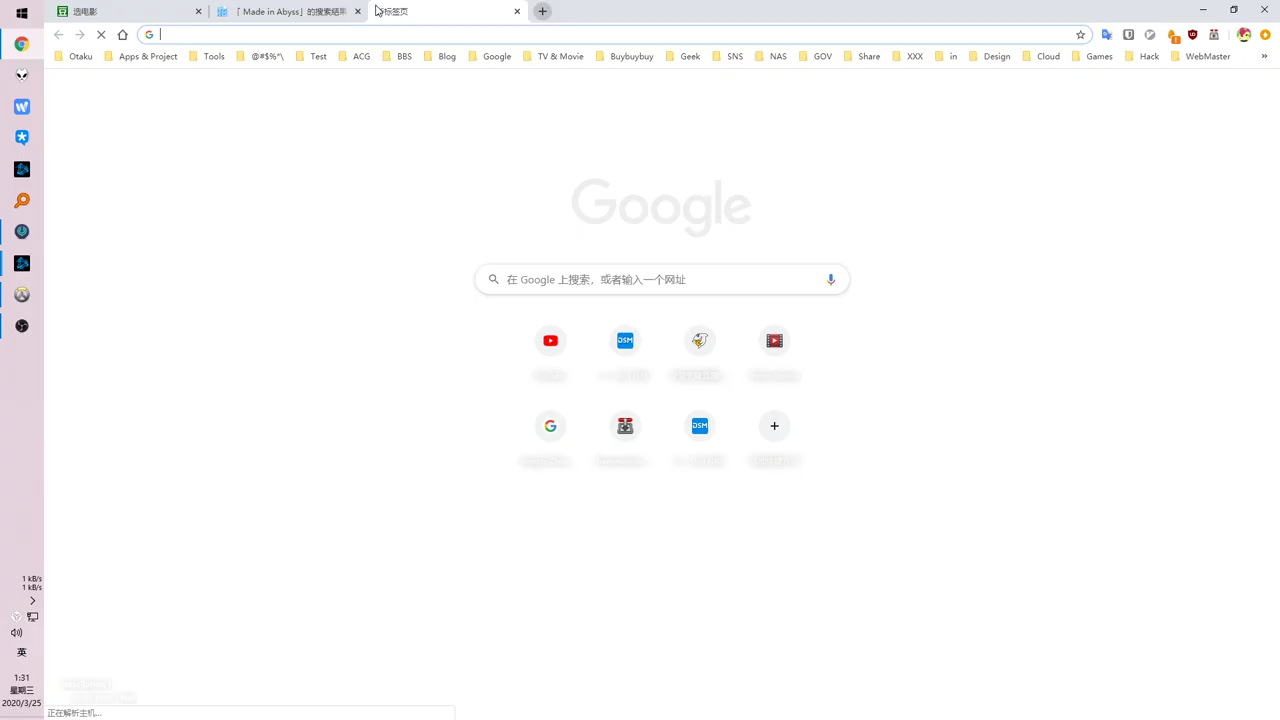 选电影
「 Made in Abyss」的搜索结果
标签页
Otaku
Apps & Project
Tools
@#$%^\
Test
ACG
BBS
Blog
Google
TV & Movie
Buybuybuy
Geek
SNS
NAS
GOV
Share
XXX
in
Design
Cloud
Games
Hack
WebMaster
»
Google
在 Google 上搜索，或者输入一个网址
DSM
DSM
1 kB/s
1 kB/s
英
1:31
星期三
2020/3/25
正在解析主机...